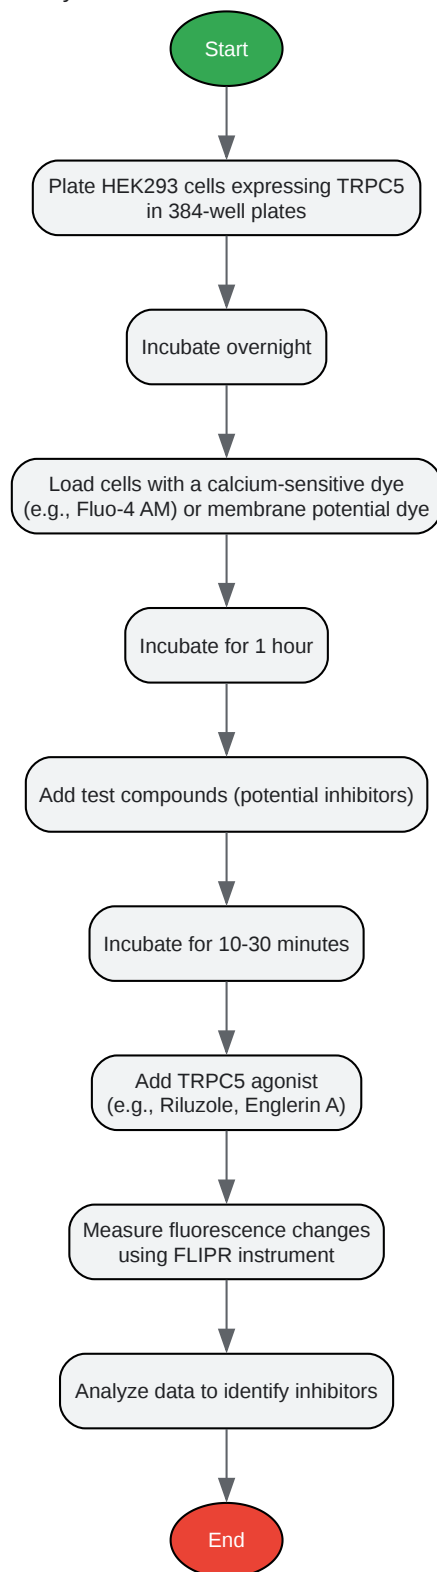 Start
Plate HEK293 cells expressing TRPC5
in 384-well plates
Incubate overnight
Load cells with a calcium-sensitive dye
(e.g., Fluo-4 AM) or membrane potential dye
Incubate for 1 hour
Add test compounds (potential inhibitors)
Incubate for 10-30 minutes
Add TRPC5 agonist
(e.g., Riluzole, Englerin A)
Measure fluorescence changes
using FLIPR instrument
Analyze data to identify inhibitors
End